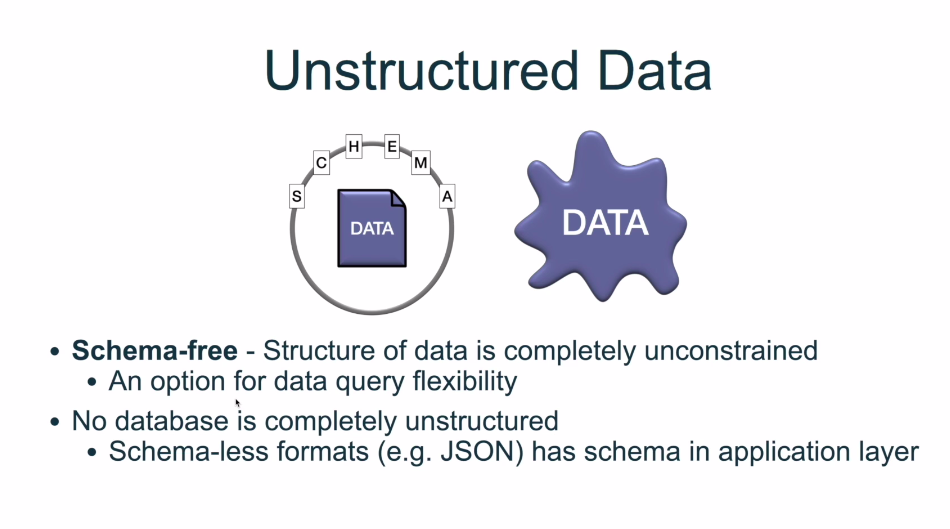 Unstructured Data
S C H E M A
DATA
DATA
• Schema-free - Structure of data is completely unconstrained
• An option for data query flexibility
• No database is completely unstructured
• Schema-less formats (e.g. JSON) has schema in application layer